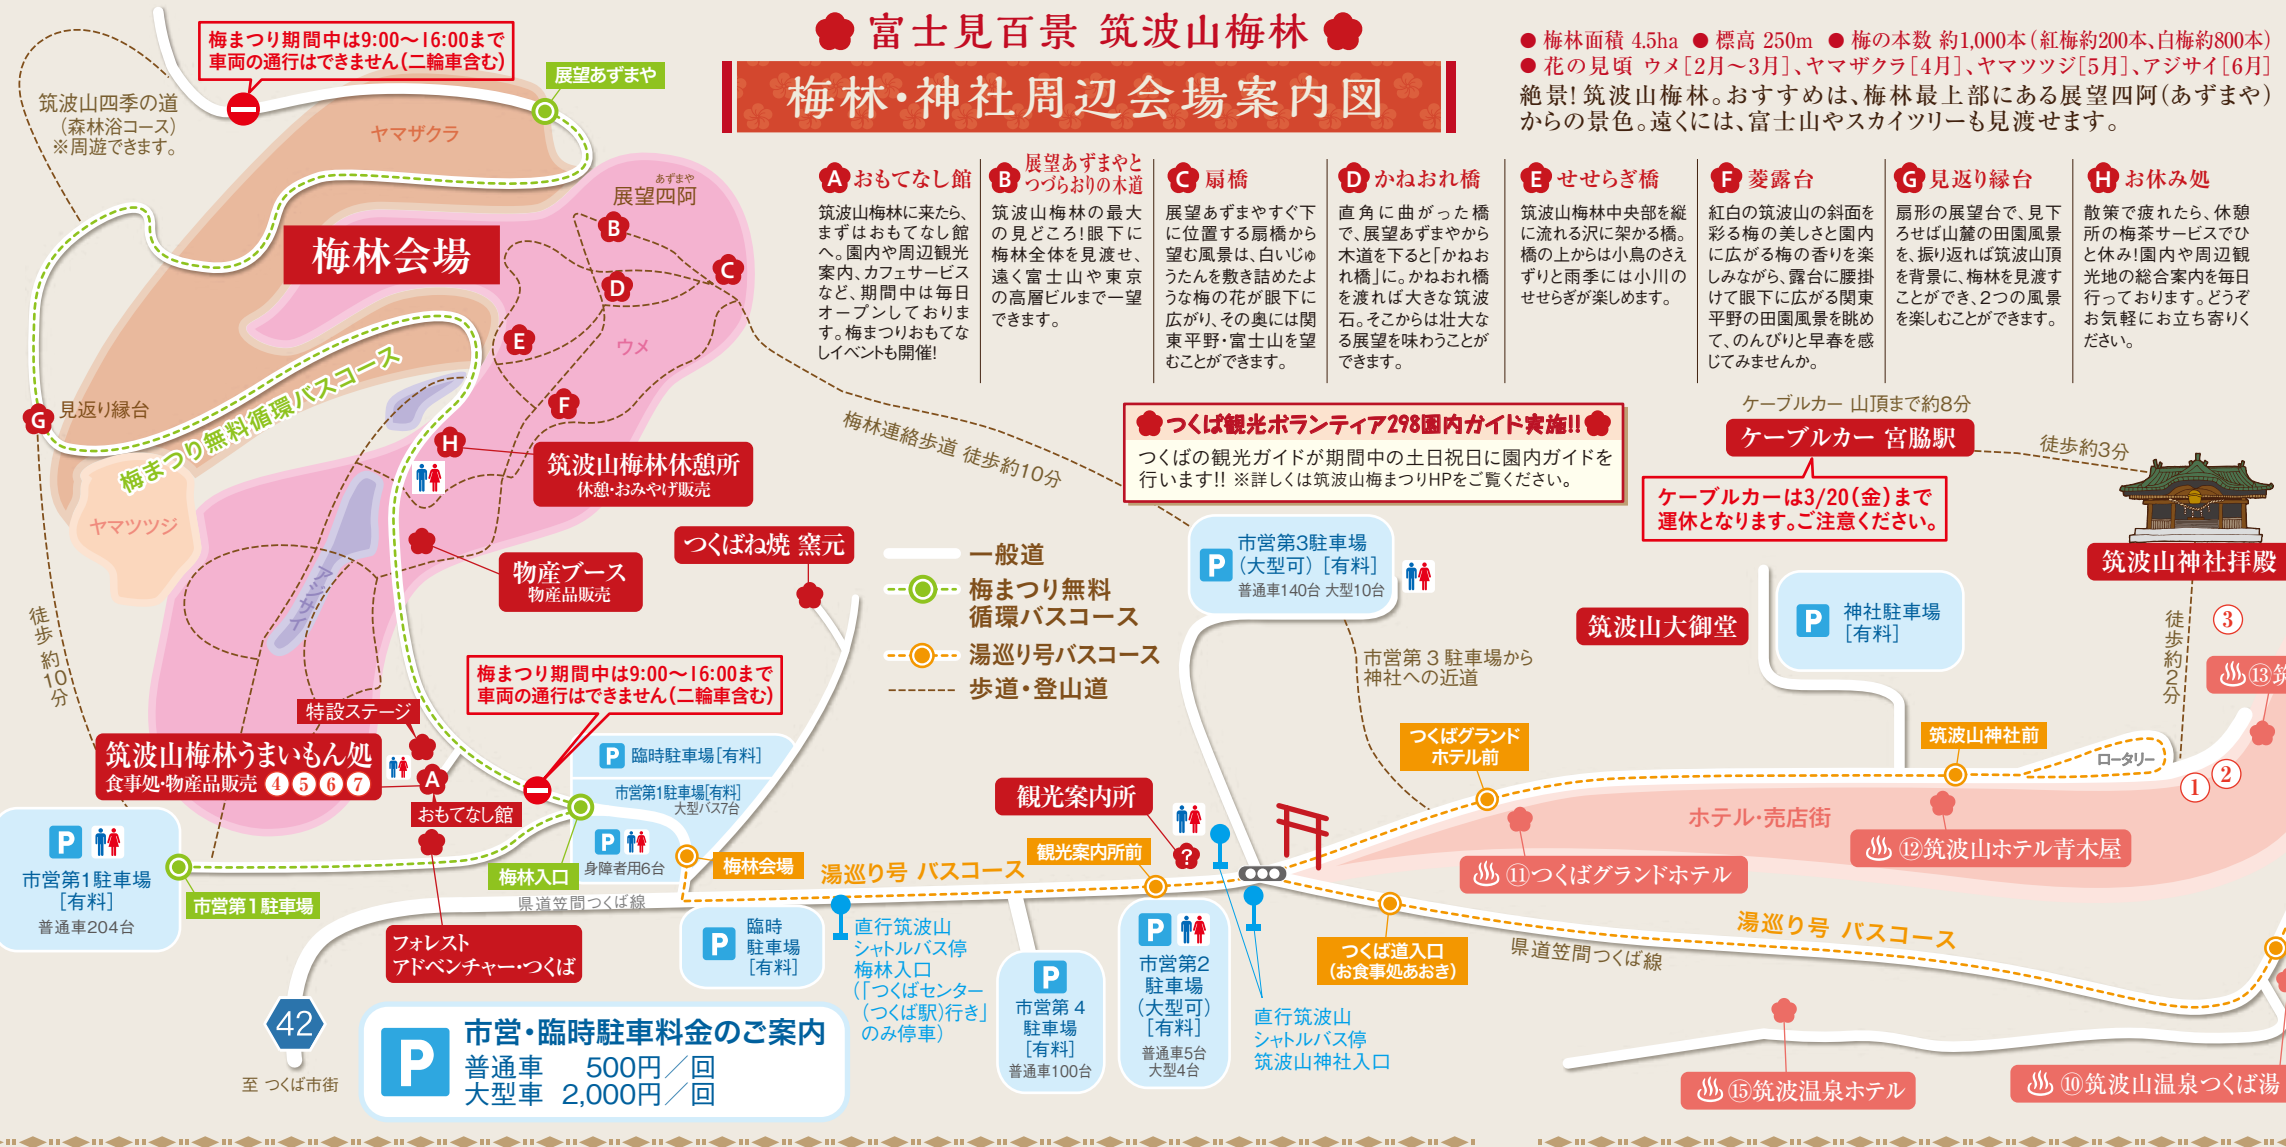 富士見百景 筑波山梅林
梅林・神社周辺会場案内図
● 梅林面積 4.5ha ● 標高 250m ● 梅の本数 約1,000本（紅梅約200本、白梅約800本）
● 花の見頃 ウメ［2月～3月］、ヤマザクラ［4月］、ヤマツツジ［5月］、アジサイ［6月］
絶景！筑波山梅林。おすすめは、梅林最上部にある展望四阿（あずまや）
からの景色。遠くには、富士山やスカイツリーも見渡せます。
A おもてなし館
筑波山梅林に来たら、
まずはおもてなし館
へ。園内や周辺観光
案内、カフェサービス
など、期間中は毎日
オープンしておりま
す。梅まつりおもてな
しイベントも開催！
B 展望あずまやと
つづらおりの木道
筑波山梅林の最大
の見どころ！眼下に
梅林全体を見渡せ、
遠く富士山や東京
の高層ビルまで一望
できます。
C 扇橋
展望あずまやすぐ下
に位置する扇橋から
望む風景は、白いじゅ
うたんを敷き詰めたよ
うな梅の花が眼下に
広がり、その奥には関
東平野・富士山を望
むことができます。
D かねおれ橋
直角に曲がった橋
で、展望あずまやから
木道を下ると「かねお
れ橋」に。かねおれ橋
を渡れば大きな筑波
石。そこからは壮大な
る展望を味わうことが
できます。
E せせらぎ橋
筑波山梅林中央部を縦
に流れる沢に架かる橋。
橋の上からは小鳥のさえ
ずりと雨季には小川の
せせらぎが楽しめます。
F 菱露台
紅白の筑波山の斜面を
彩る梅の美しさと園内
に広がる梅の香りを楽
しみながら、露台に腰掛
けて眼下に広がる関東
平野の田園風景を眺め
て、のんびりと早春を感
じてみませんか。
G 見返り縁台
扇形の展望台で、見下
ろせば山麓の田園風景
を、振り返れば筑波山頂
を背景に、梅林を見渡す
ことができ、2つの風景
を楽しむことができます。
H お休み処
散策で疲れたら、休憩
所の梅茶サービスでひ
と休み！園内や周辺観
光地の総合案内を毎日
行っております。どうぞ
お気軽にお立ち寄りく
ださい。
梅まつり期間中は9:00～16:00まで
車両の通行はできません（二輪車含む）
展望あずまや
筑波山四季の道
（森林浴コース）
※周遊できます。
ヤマザクラ
あずまや
展望四阿
B
C
D
E
F
G
H
梅林会場
ウメ
見返り縁台
梅まつり無料循環バスコース
ヤマツツジ
アジサイ
筑波山梅林休憩所
休憩・おみやげ販売
物産ブース
物産品販売
つくばね焼 窯元
梅林連絡歩道 徒歩約10分
つくば観光ボランティア298園内ガイド実施!!
つくばの観光ガイドが期間中の土日祝日に園内ガイドを
行います!! ※詳しくは筑波山梅まつりHPをご覧ください。
ケーブルカー 山頂まで約8分
ケーブルカー 宮脇駅
徒歩約3分
ケーブルカーは3/20（金）まで
運休となります。ご注意ください。
筑波山神社拝殿
一般道
梅まつり無料
循環バスコース
湯巡り号バスコース
歩道・登山道
P 市営第3駐車場
（大型可）［有料］
普通車140台 大型10台
市営第3駐車場から
神社への近道
筑波山大御堂
P 神社駐車場
［有料］
徒歩約2分
③
⑬筑
徒歩 約10分
梅まつり期間中は9:00～16:00まで
車両の通行はできません（二輪車含む）
特設ステージ
筑波山梅林うまいもん処
食事処・物産品販売 ④ ⑤ ⑥ ⑦
A
おもてなし館
P 臨時駐車場［有料］
市営第1駐車場［有料］
大型バス7台
P
身障者用6台
P
市営第1駐車場
［有料］
普通車204台
市営第1駐車場
梅林入口
梅林会場
県道笠間つくば線
フォレスト
アドベンチャー・つくば
42
至 つくば市街
P 市営・臨時駐車料金のご案内
普通車 500円／回
大型車 2,000円／回
P 臨時
駐車場
［有料］
湯巡り号 バスコース
直行筑波山
シャトルバス停
梅林入口
（「つくばセンター
（つくば駅）行き」
のみ停車）
観光案内所
?
観光案内所前
P
市営第4
駐車場
［有料］
普通車100台
P
市営第2
駐車場
（大型可）
［有料］
普通車5台
大型4台
直行筑波山
シャトルバス停
筑波山神社入口
つくばグランド
ホテル前
筑波山神社前
ロータリー
① ②
ホテル・売店街
⑪つくばグランドホテル
⑫筑波山ホテル青木屋
つくば道入口
（お食事処あおき）
県道笠間つくば線
湯巡り号 バスコース
⑮筑波温泉ホテル
⑩筑波山温泉つくば湯